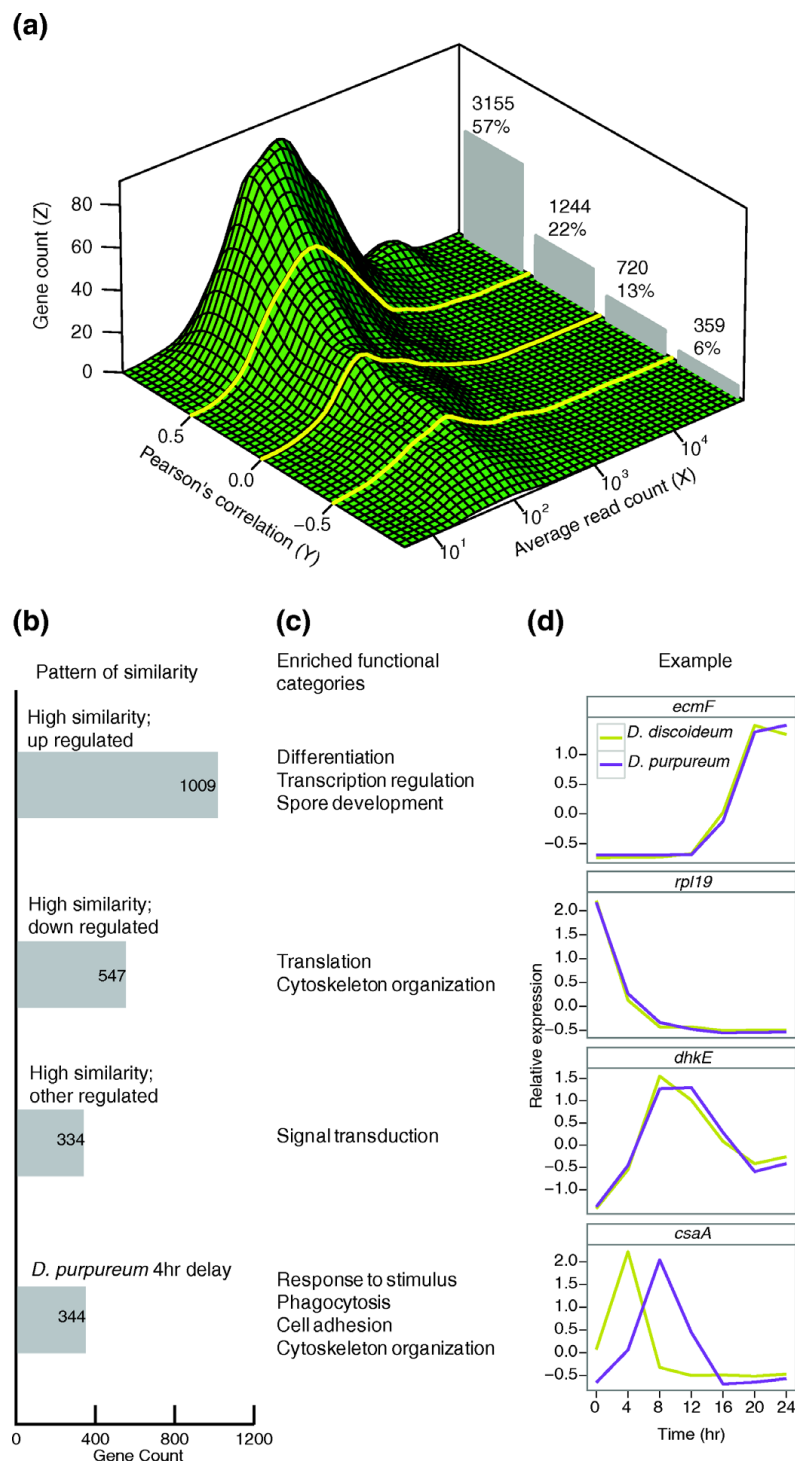 (a)
3155
57%
1244
22%
720
13%
359
6%
Gene count (Z)
80
60
40
20
0
0.5
0.0
−0.5
Pearson's correlation (Y)
10¹
10²
10³
10⁴
Average read count (X)
(b)
Pattern of similarity
High similarity;
up regulated
1009
High similarity;
down regulated
547
High similarity;
other regulated
334
D. purpureum 4hr delay
344
0
400
800
1200
Gene Count
(c)
Enriched functional
categories
Differentiation
Transcription regulation
Spore development
Translation
Cytoskeleton organization
Signal transduction
Response to stimulus
Phagocytosis
Cell adhesion
Cytoskeleton organization
(d)
Example
Relative expression
ecmF
D. discoideum
D. purpureum
1.0
0.5
0.0
−0.5
rpl19
2.0
1.5
1.0
0.5
0.0
−0.5
dhkE
1.5
1.0
0.5
0.0
−0.5
−1.0
csaA
2.0
1.5
1.0
0.5
0.0
−0.5
0
4
8
12
16
20
24
Time (hr)